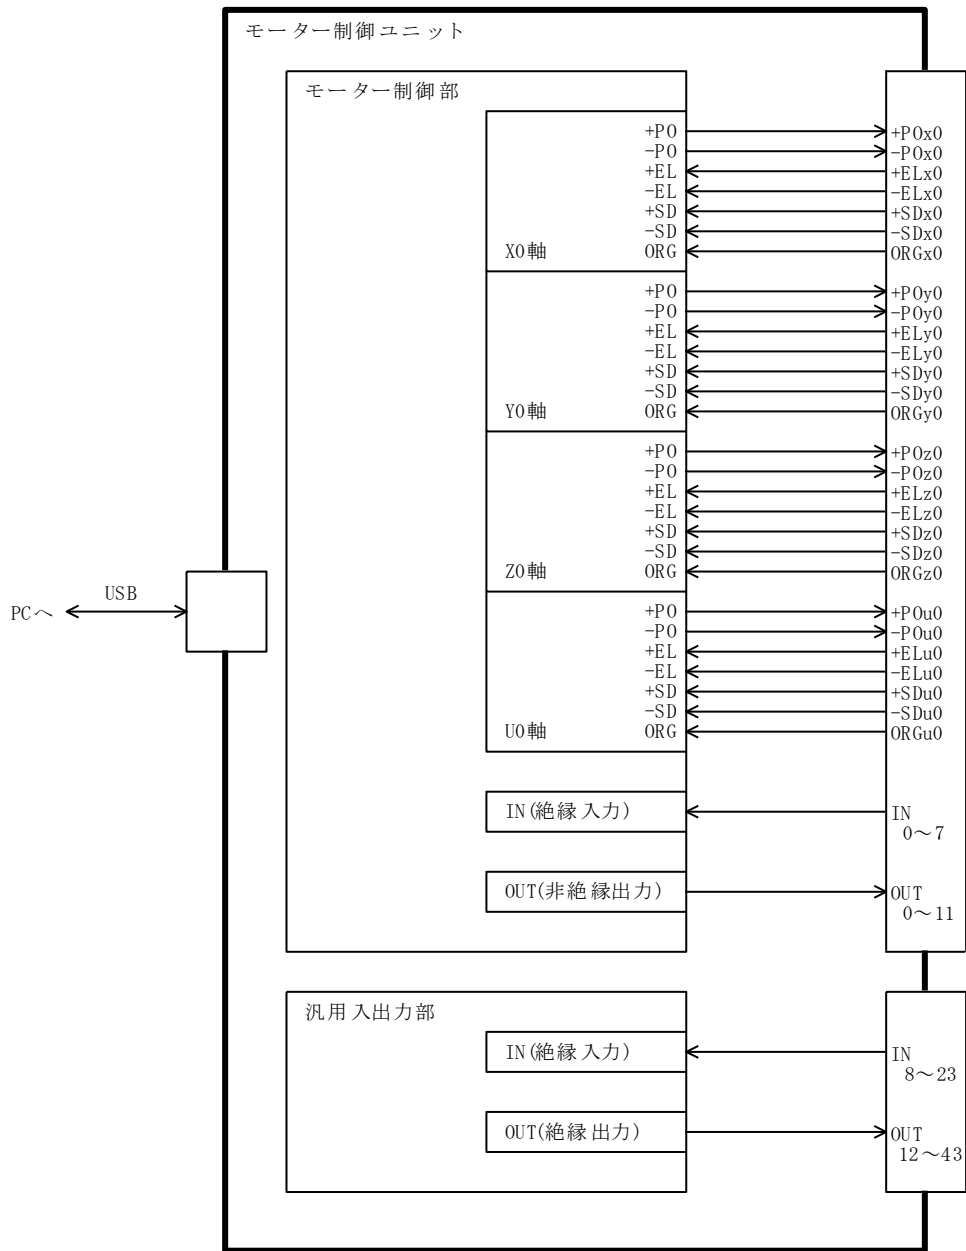 モーター制御ユニット
モーター制御部
+PO
-PO
+EL
-EL
+SD
-SD
X0軸 ORG
+POx0
-POx0
+ELx0
-ELx0
+SDx0
-SDx0
ORGx0
+PO
-PO
+EL
-EL
+SD
-SD
Y0軸 ORG
+POy0
-POy0
+ELy0
-ELy0
+SDy0
-SDy0
ORGy0
+PO
-PO
+EL
-EL
+SD
-SD
Z0軸 ORG
+POz0
-POz0
+ELz0
-ELz0
+SDz0
-SDz0
ORGz0
PCへ USB
+PO
-PO
+EL
-EL
+SD
-SD
U0軸 ORG
+POu0
-POu0
+ELu0
-ELu0
+SDu0
-SDu0
ORGu0
IN(絶縁入力)
IN
0～7
OUT(非絶縁出力)
OUT
0～11
汎用入出力部
IN(絶縁入力)
IN
8～23
OUT(絶縁出力)
OUT
12～43